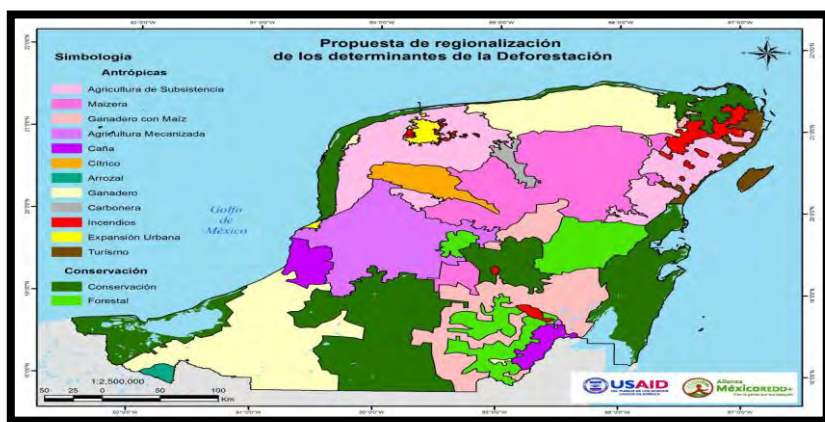 Propuesta de regionalización
de los determinantes de la Deforestación
Simbología
Antrópicas
Agricultura de Subsistencia
Maízera
Ganadero con Maíz
Agricultura Mecanizada
Caña
Cítrico
Arrozal
Ganadero
Carbonera
Incendios
Expansión Urbana
Turísmo
Conservación
Conservación
Forestal
Golfo
de
México
1:2,500,000
50 25 0 50 100
Km
USAID
Alianza
MéxicoREDD+